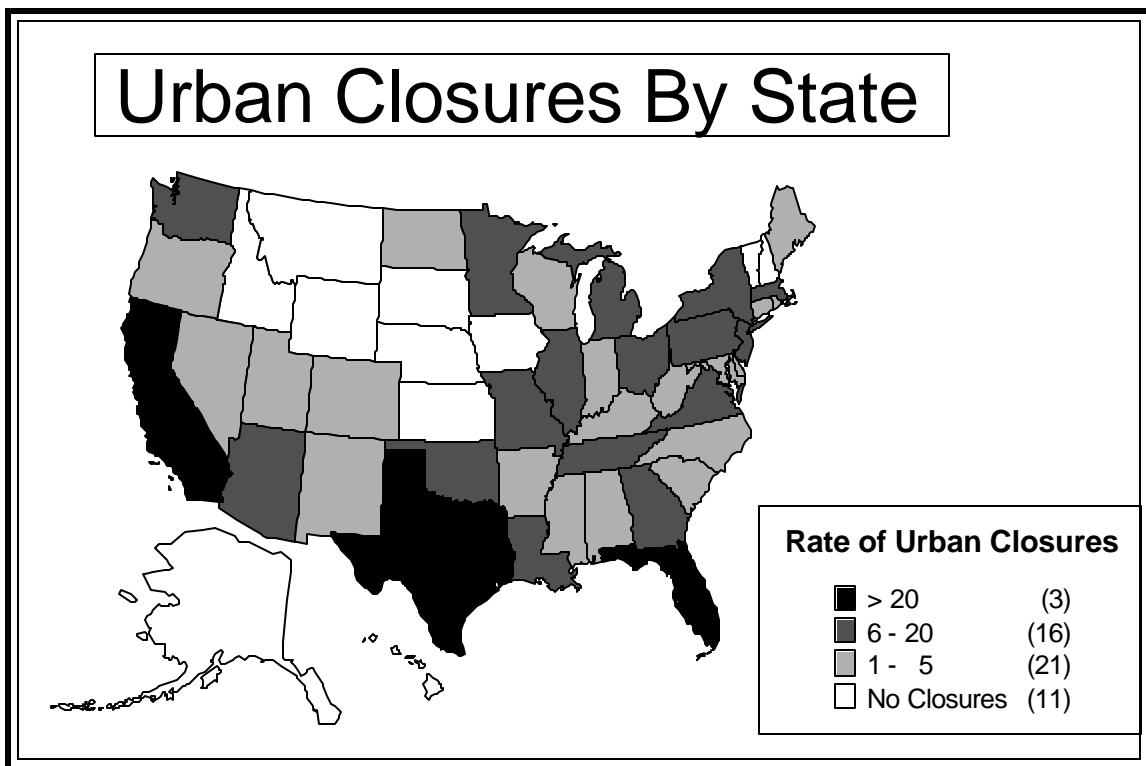 Urban Closures By State
Rate of Urban Closures
> 20 (3)
6 - 20 (16)
1 - 5 (21)
No Closures (11)